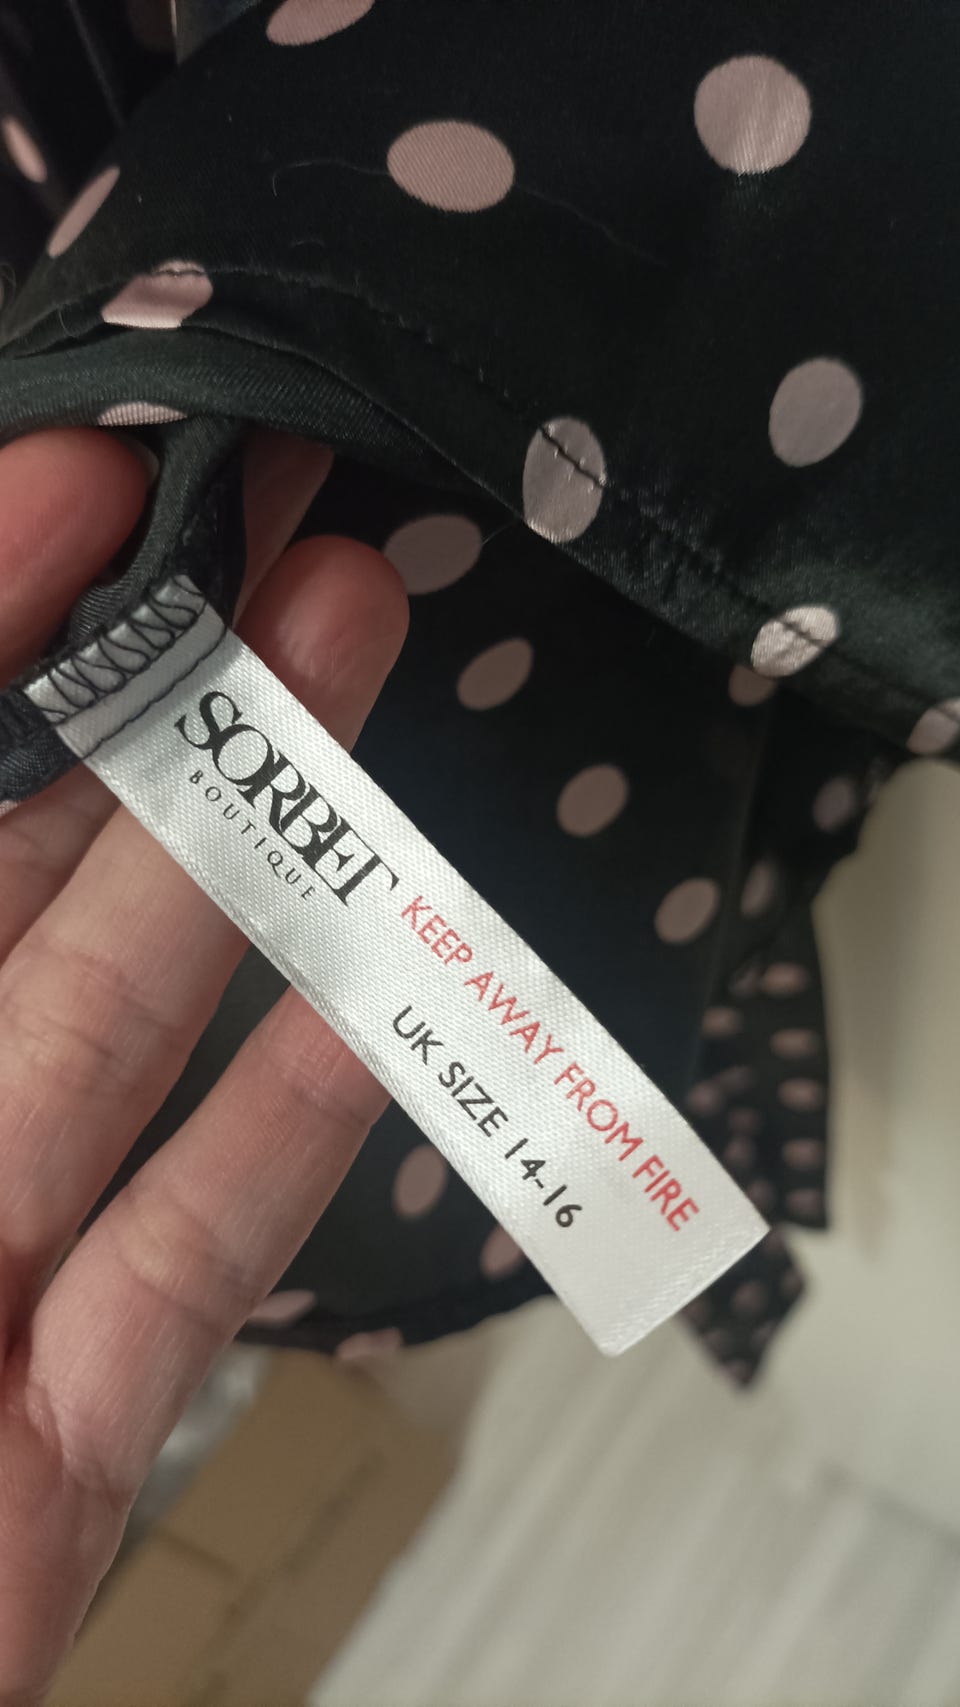 SORBET
BOUTIQUE
KEEP AWAY FROM FIRE
UK SIZE 14-16